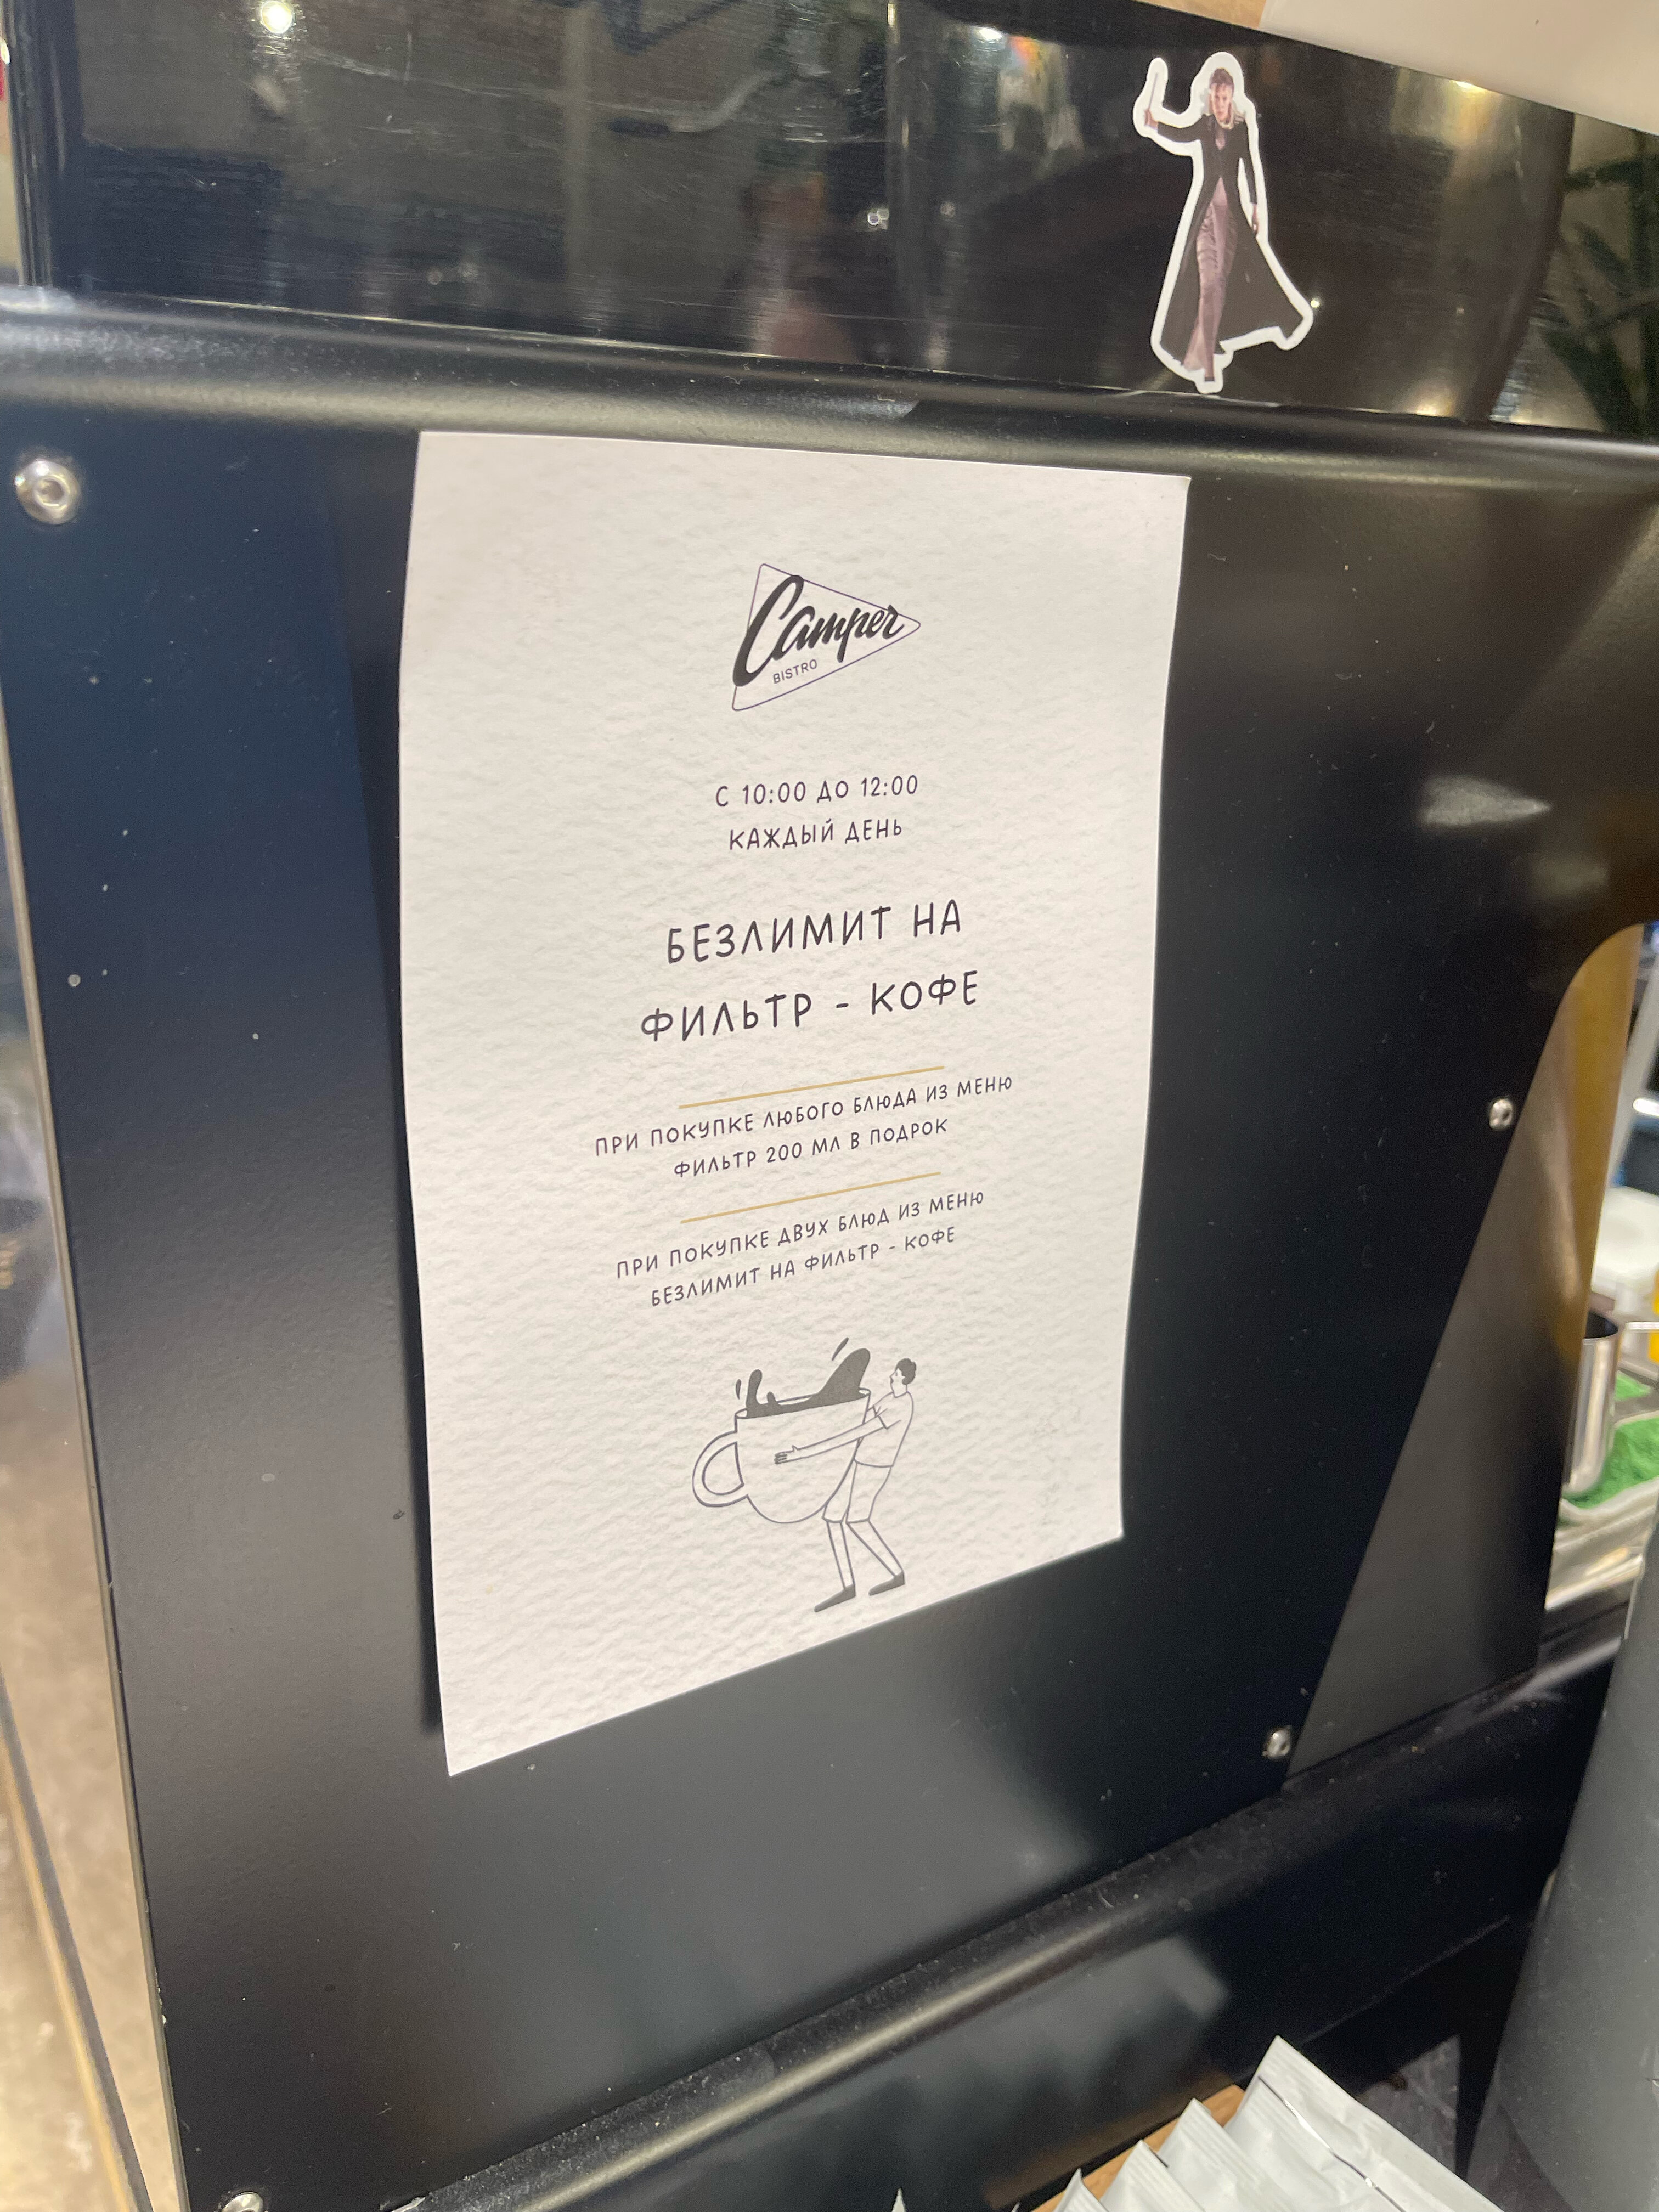 Camper
BISTRO
С 10:00 ДО 12:00
КАЖДЫЙ ДЕНЬ
БЕЗЛИМИТ НА
ФИЛЬТР - КОФЕ
ПРИ ПОКУПКЕ ЛЮБОГО БЛЮДА ИЗ МЕНЮ
ФИЛЬТР 200 МЛ В ПОДРОК
ПРИ ПОКУПКЕ ДВУХ БЛЮД ИЗ МЕНЮ
БЕЗЛИМИТ НА ФИЛЬТР - КОФЕ